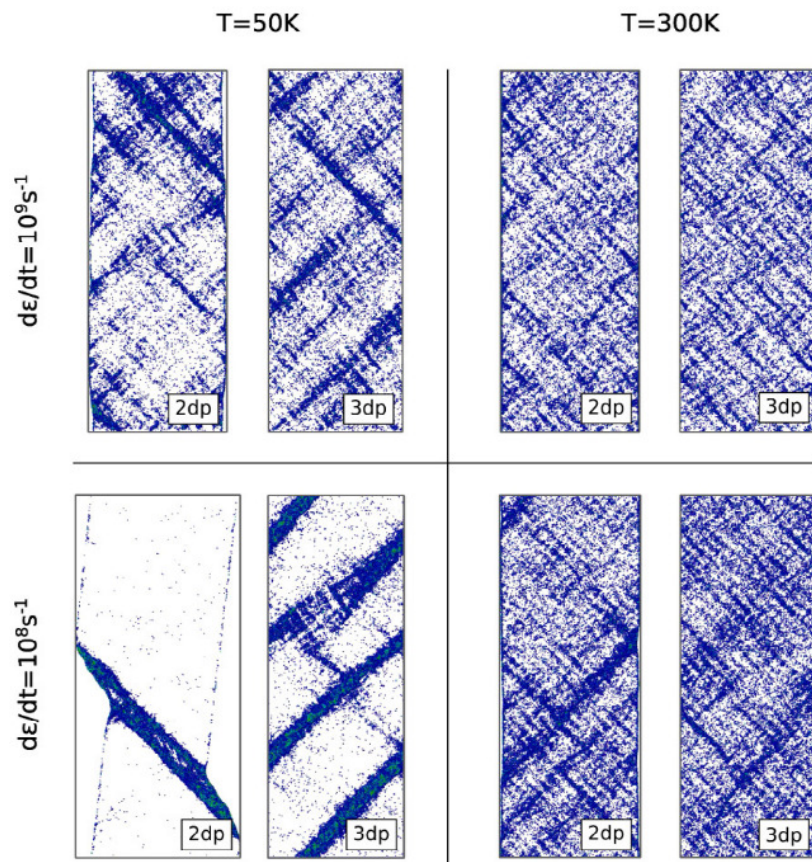 T=50K
T=300K
dε/dt=10⁹s⁻¹
2dp
3dp
2dp
3dp
dε/dt=10⁸s⁻¹
2dp
3dp
2dp
3dp